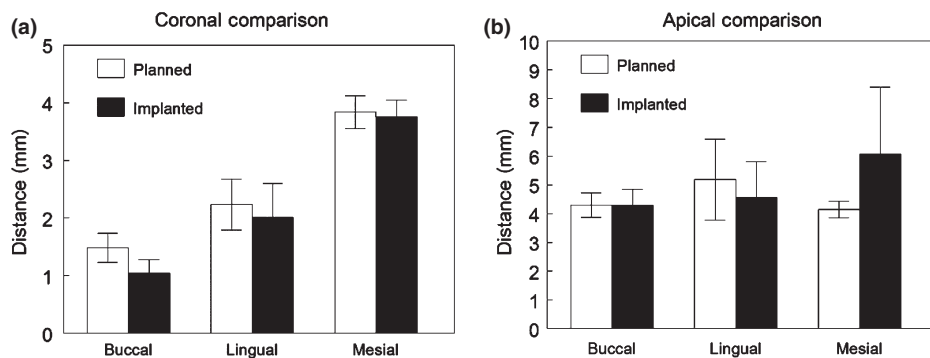 (a)
Coronal comparison
5
4
3
2
1
0
Distance (mm)
Planned
Implanted
Buccal
Lingual
Mesial
(b)
Apical comparison
10
9
8
7
6
5
4
3
2
1
0
Distance (mm)
Planned
Implanted
Buccal
Lingual
Mesial